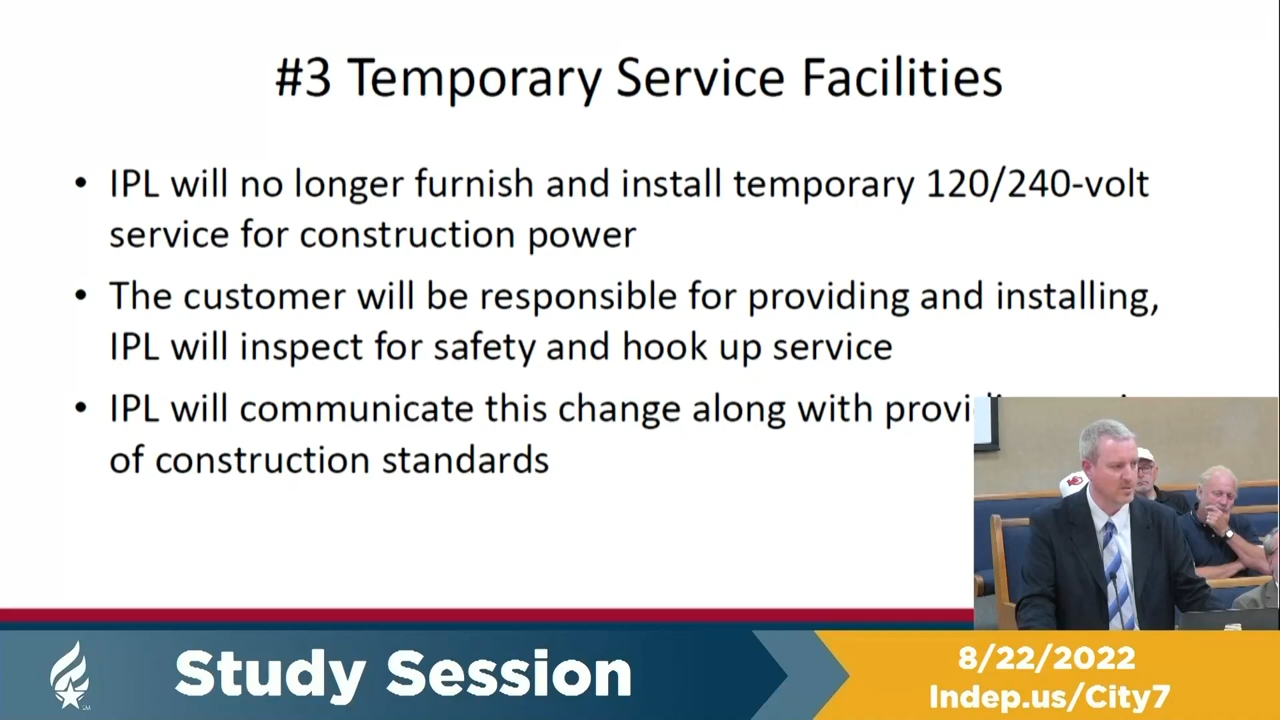 #3 Temporary Service Facilities
• IPL will no longer furnish and install temporary 120/240-volt
service for construction power
• The customer will be responsible for providing and installing,
IPL will inspect for safety and hook up service
• IPL will communicate this change along with
of construction standards
Study Session
8/22/2022
Indep.us/City7